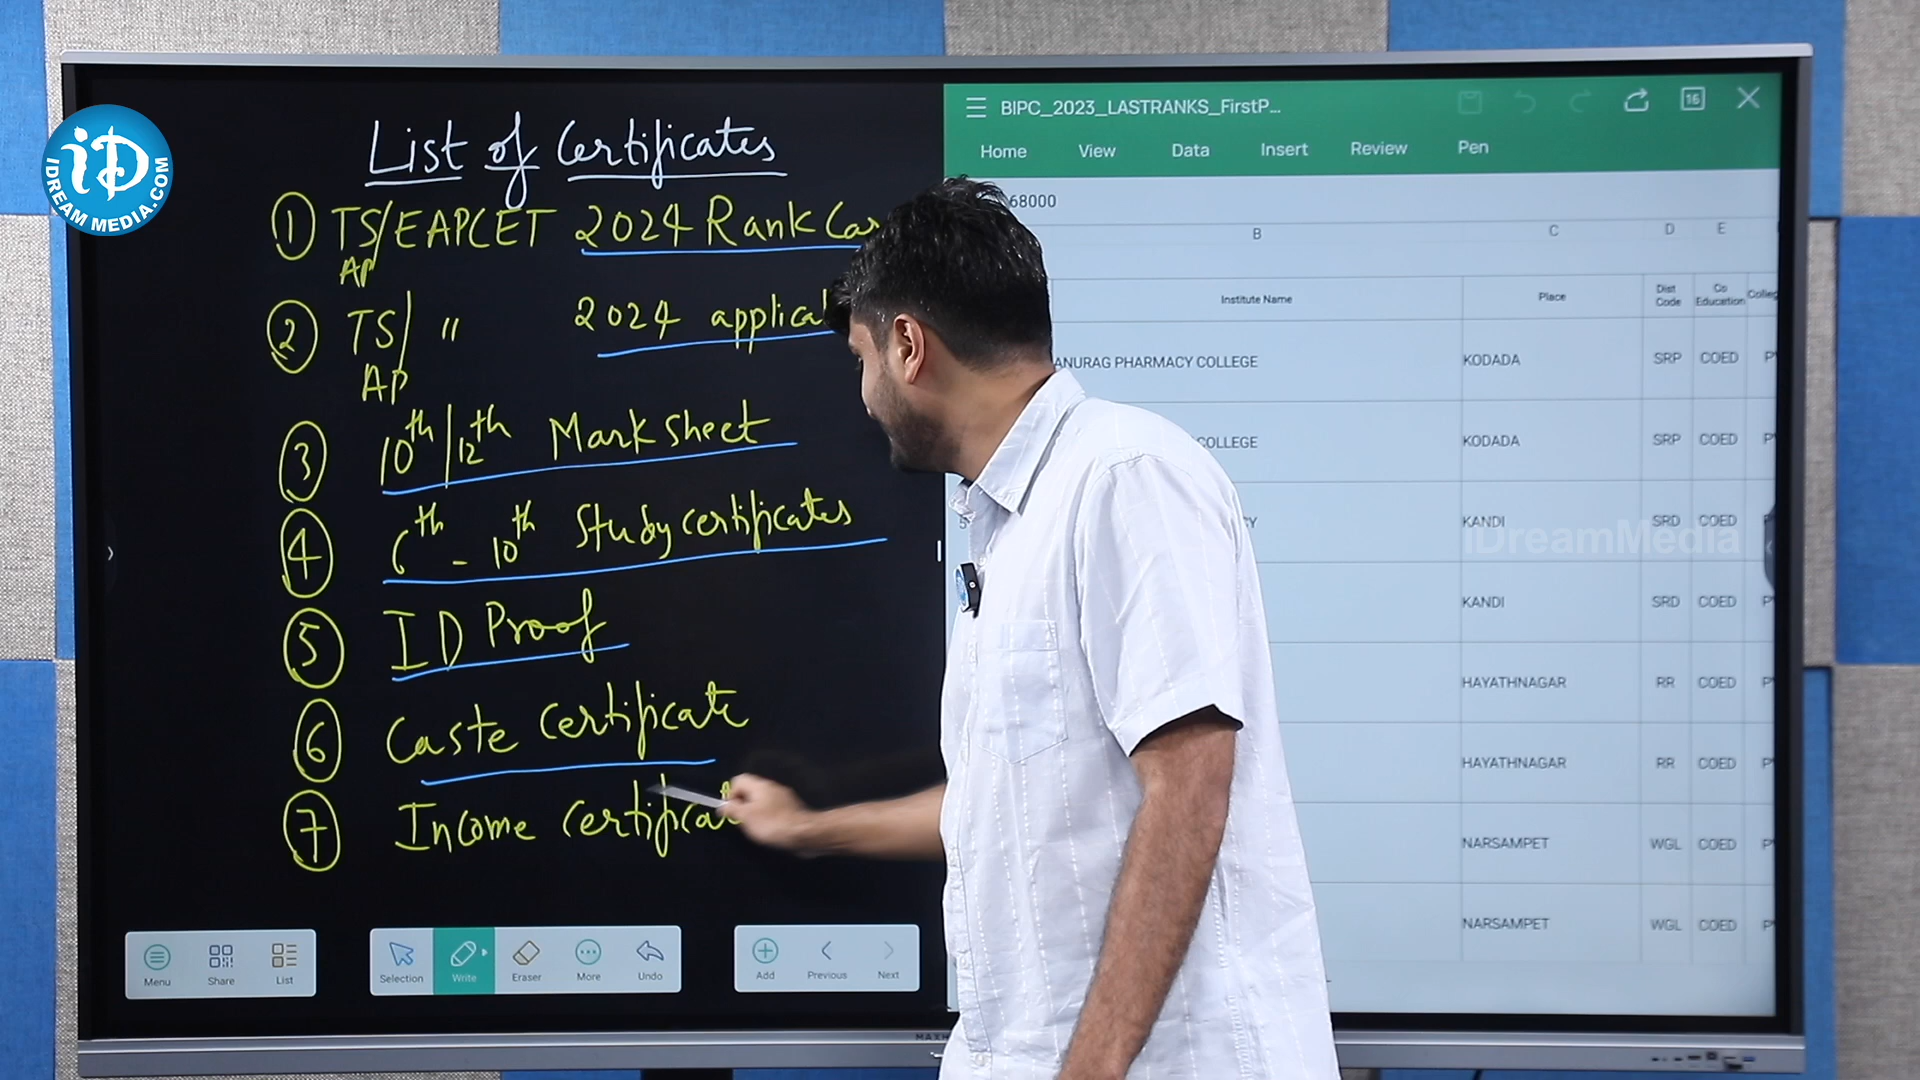 iD
IDREAM MEDIA.COM
List of Certificates
1 TS/EAPCET 2024 Rank
AP
2 TS/ " 2024
AP
3 10th/12th Mark sheet
4 6th - 10th Study certificates
5 ID Proof
6 Caste Certificate
7 Income
Menu Share List Selection Write Eraser More Undo Add Previous Next
BIPC_2023_LASTRANKS_FirstP... 16
Home View Data Insert Review Pen
68000
B C D E
Institute Name Place Dist Code Co Education
ANURAG PHARMACY COLLEGE KODADA SRP COED
COLLEGE KODADA SRP COED
KANDI SRD COED
iDreamMedia
KANDI SRD COED
HAYATHNAGAR RR COED
HAYATHNAGAR RR COED
NARSAMPET WGL COED
NARSAMPET WGL COED